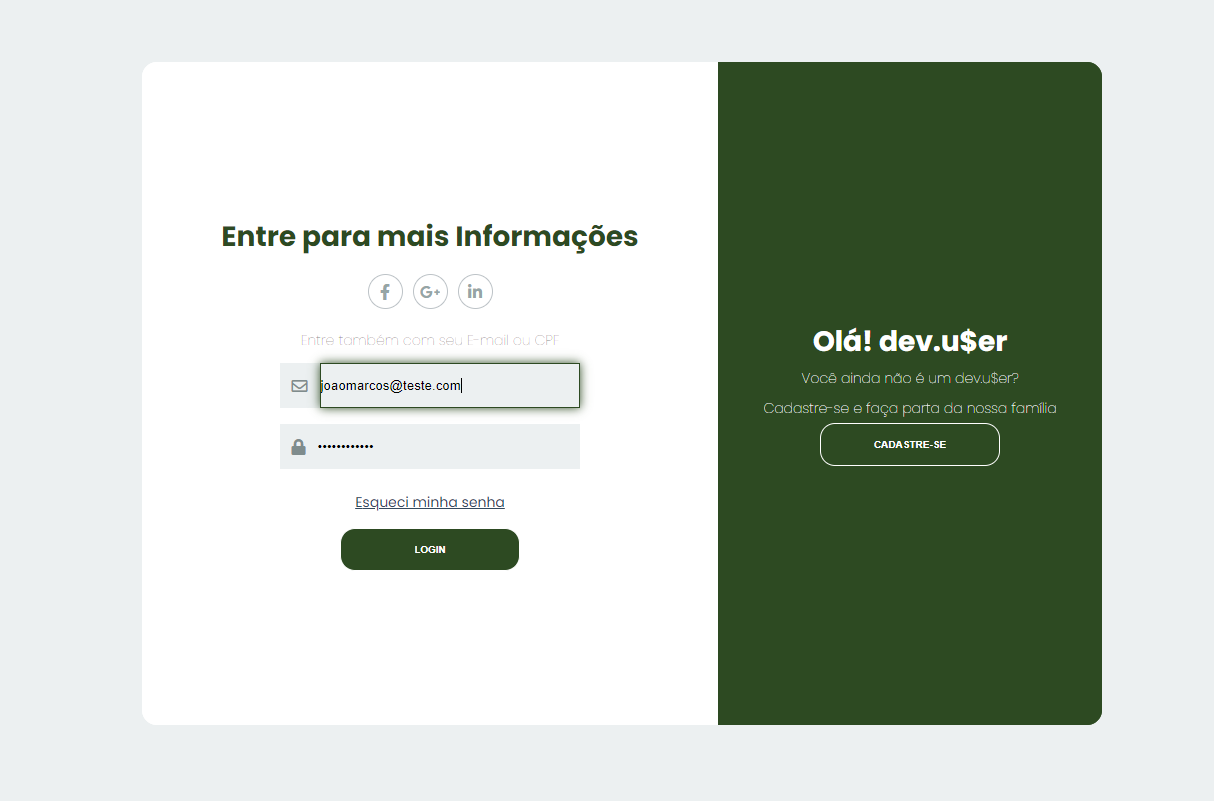 Entre para mais Informações
G+
in
Entre também com seu E-mail ou CPF
joaomarcos@teste.com
••••••••••••
Esqueci minha senha
LOGIN
Olá! dev.u$er
Você ainda não é um dev.u$er?
Cadastre-se e faça parta da nossa família
CADASTRE-SE